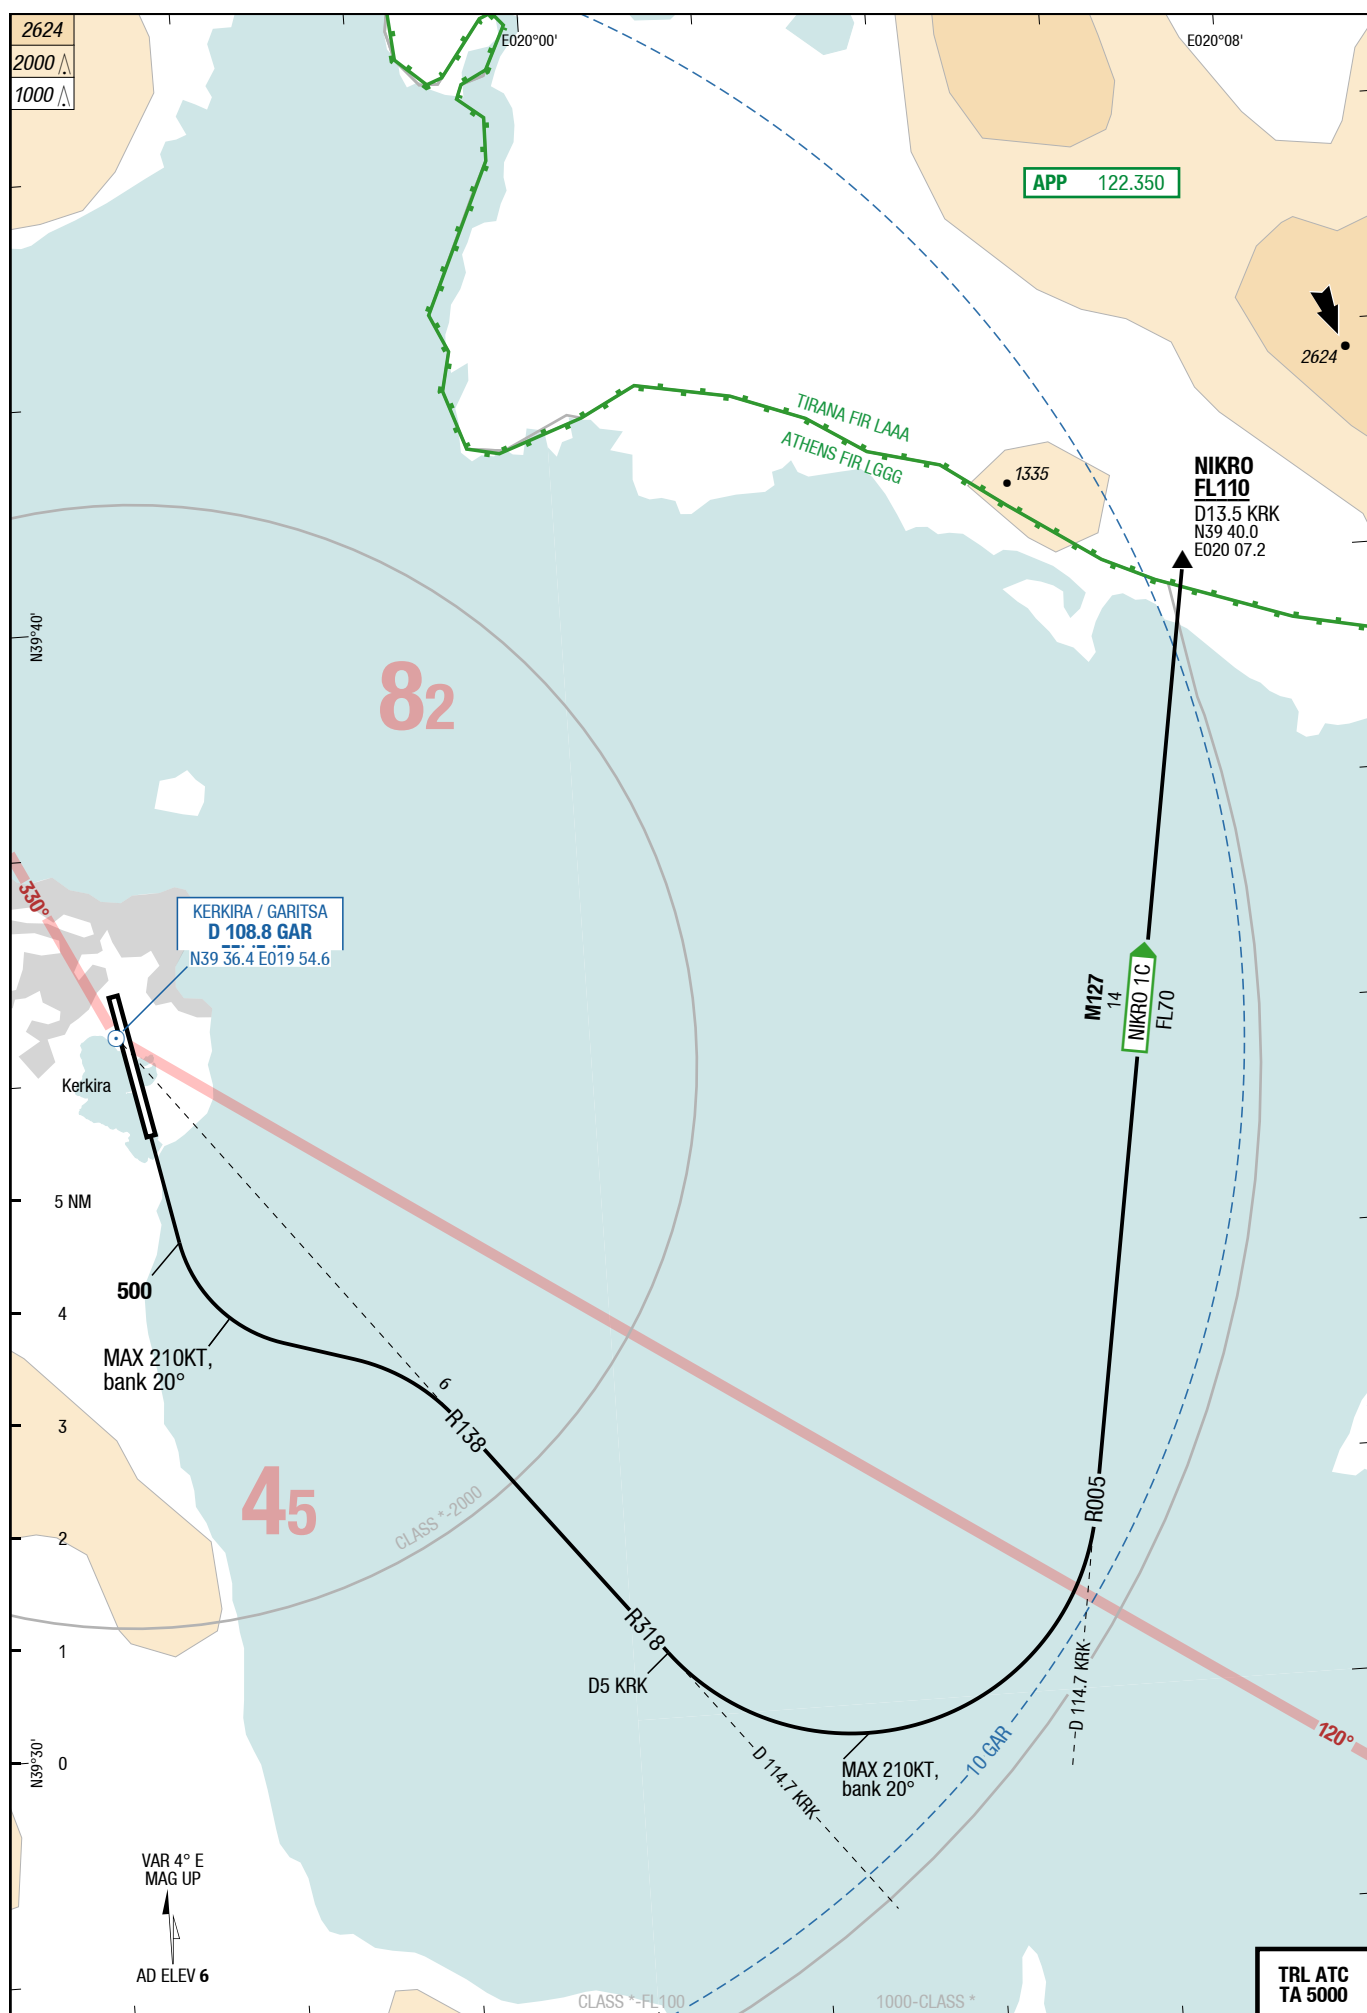 2624
2000
1000
E020°00'
E020°08'
APP 122.350
2624
TIRANA FIR LAAA
ATHENS FIR LGGG
1335
NIKRO
FL110
D13.5 KRK
N39 40.0
E020 07.2
N39°40'
82
330°
KERKIRA / GARITSA
D 108.8 GAR
N39 36.4 E019 54.6
M127
14
NIKRO 1C
FL70
Kerkira
5 NM
500
4
MAX 210KT,
bank 20°
3
6
R138
45
CLASS *-2000
R005
2
R318
1
D5 KRK
D 114.7 KRK
120°
10 GAR
N39°30'
0
D 114.7 KRK
MAX 210KT,
bank 20°
VAR 4° E
MAG UP
AD ELEV 6
CLASS *-FL100
1000-CLASS *
TRL ATC
TA 5000